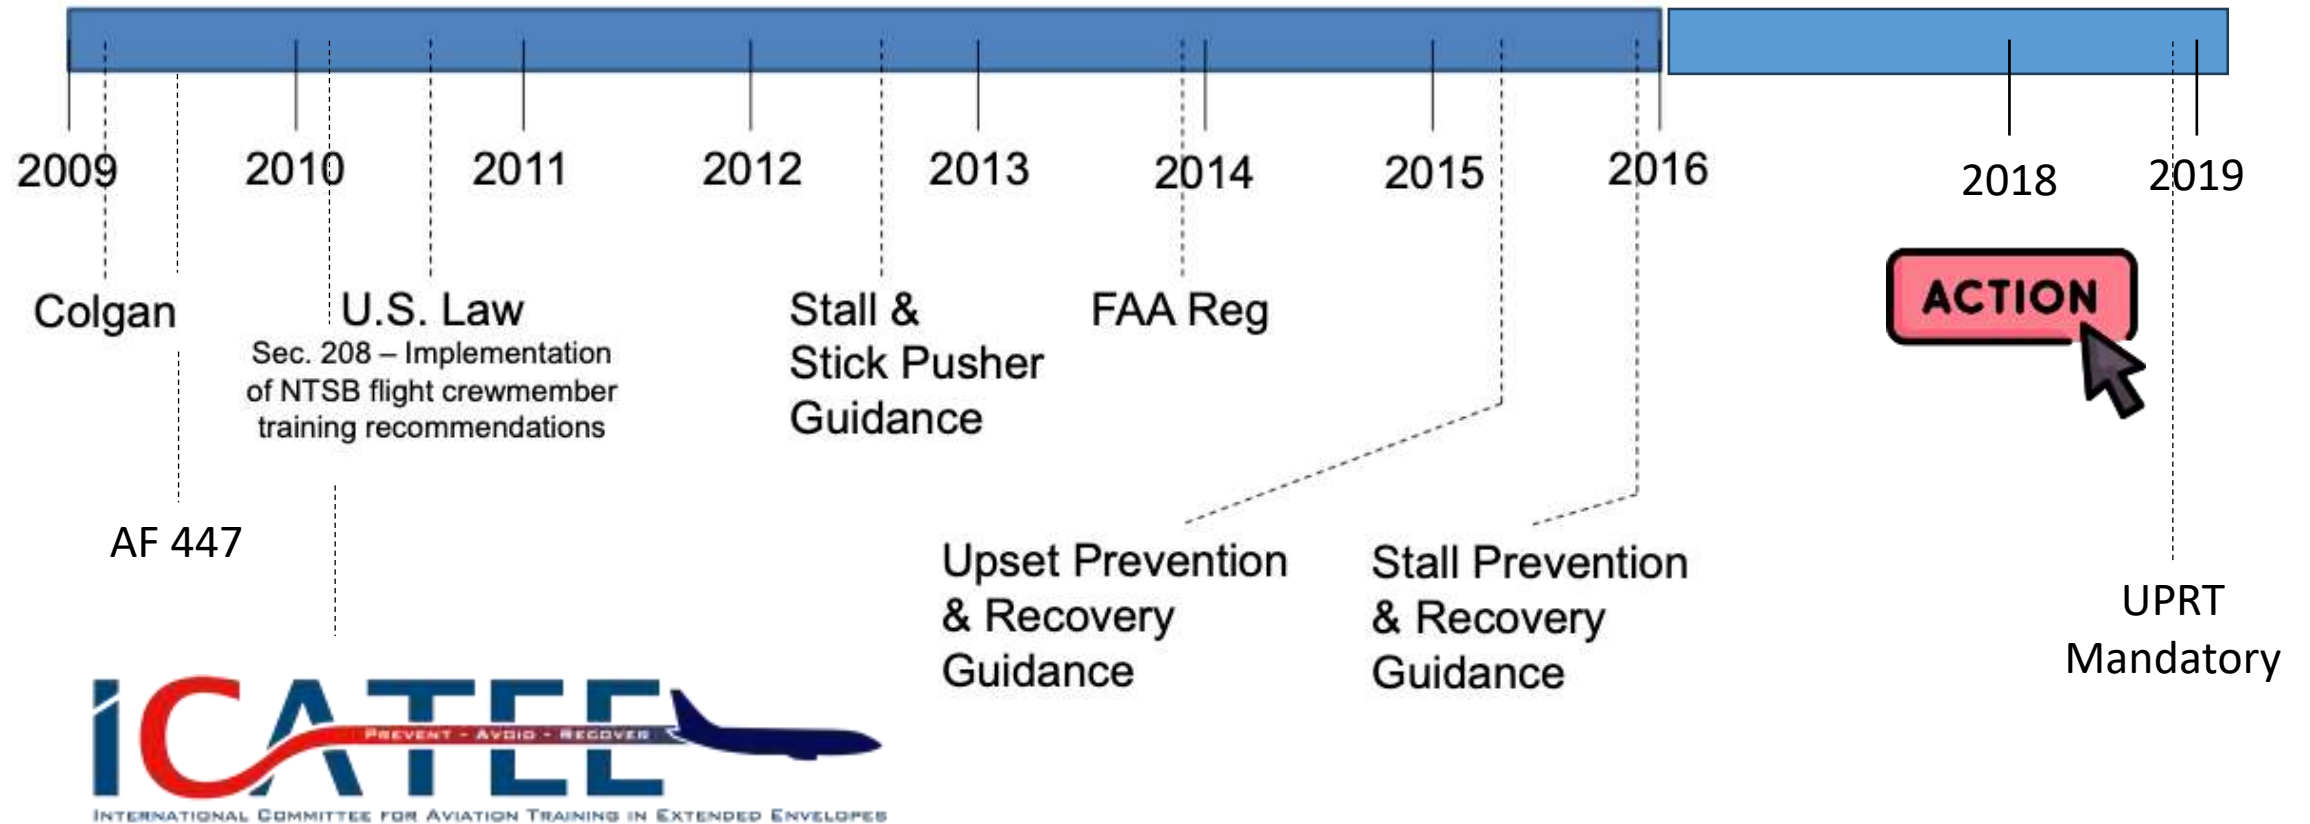 2009
2010
2011
2012
2013
2014
2015
2016
2018
2019
Colgan
U.S. Law
Sec. 208 – Implementation
of NTSB flight crewmember
training recommendations
Stall &
Stick Pusher
Guidance
FAA Reg
ACTION
AF 447
Upset Prevention
& Recovery
Guidance
Stall Prevention
& Recovery
Guidance
UPRT
Mandatory
iCATEE
PREVENT - AVOID - RECOVER
INTERNATIONAL COMMITTEE FOR AVIATION TRAINING IN EXTENDED ENVELOPES